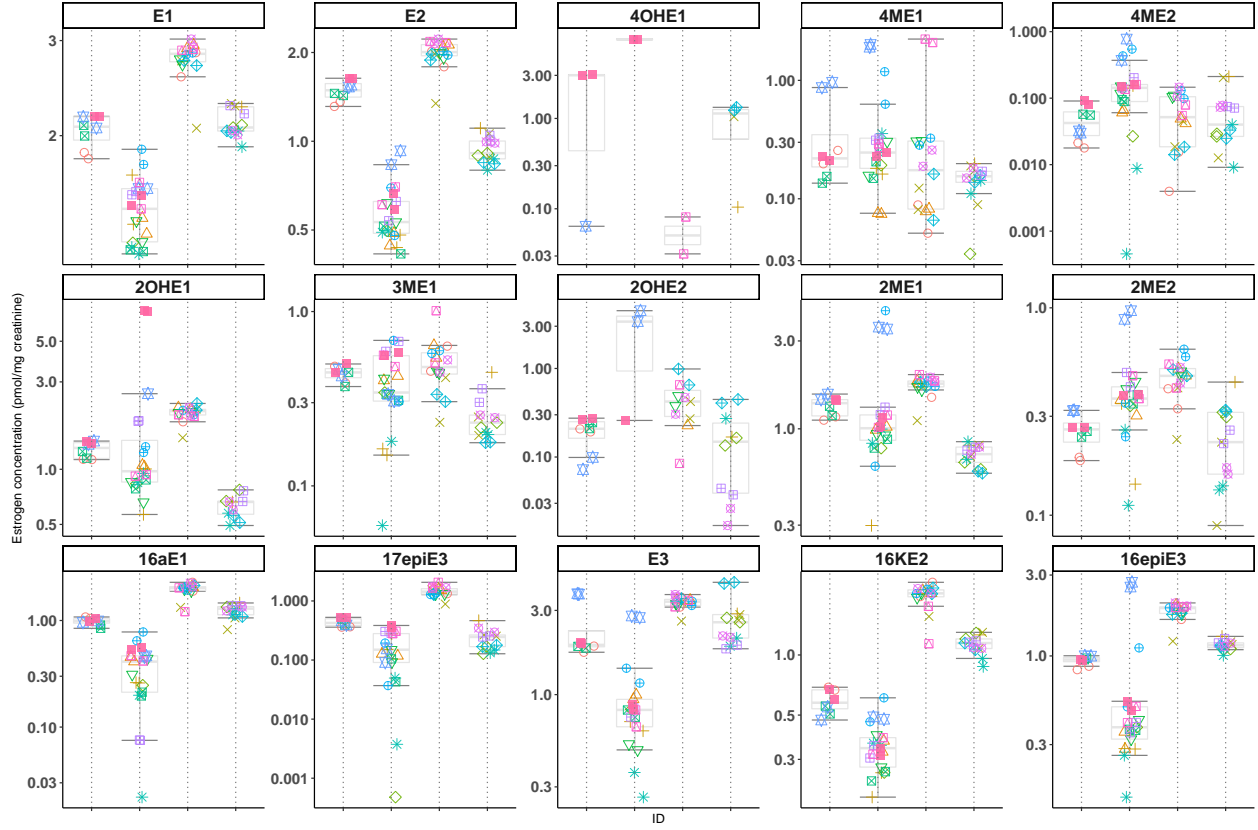 E1 E2 4OHE1 4ME1 4ME2
3 2.0 3.00 1.00 1.000
2 1.0 1.00 0.30 0.100
0.5 0.30 0.10 0.010
0.10 0.03 0.001
0.03
2OHE1 3ME1 2OHE2 2ME1 2ME2
5.0 1.0 3.00 3.0 1.0
3.0 0.3 1.00 1.0 0.3
1.0 0.1 0.30 0.3 0.1
0.5 0.10
0.03
16aE1 17epiE3 E3 16KE2 16epiE3
1.00 1.000 3.0 1.0 3.0
0.30 0.100 1.0 0.5 1.0
0.10 0.010 0.3 0.3 0.3
0.03 0.001
Estrogen concentration (pmol/mg creatinine)
ID